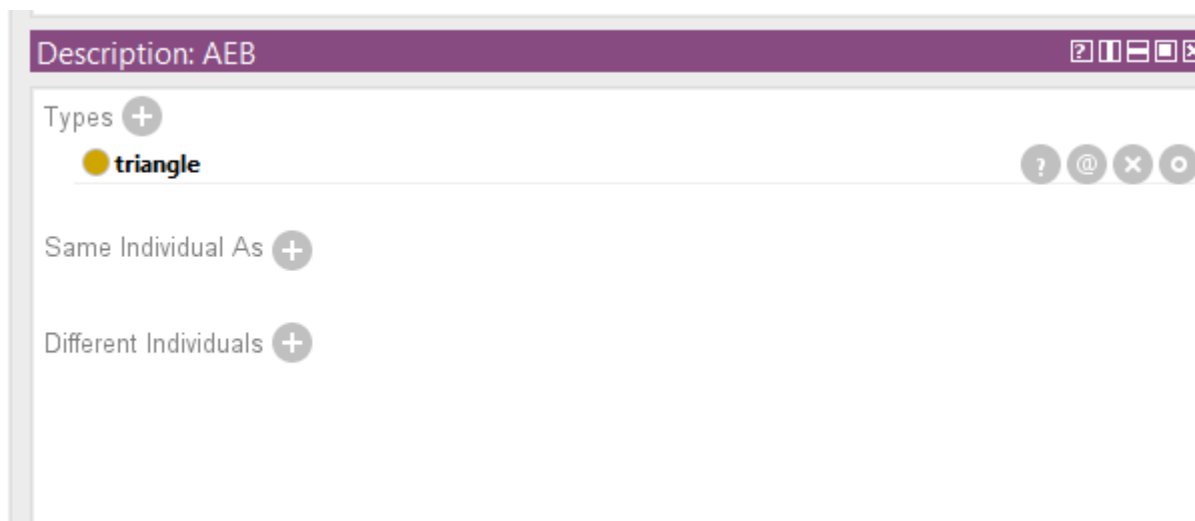 Description: AEB
Types
triangle
Same Individual As
Different Individuals